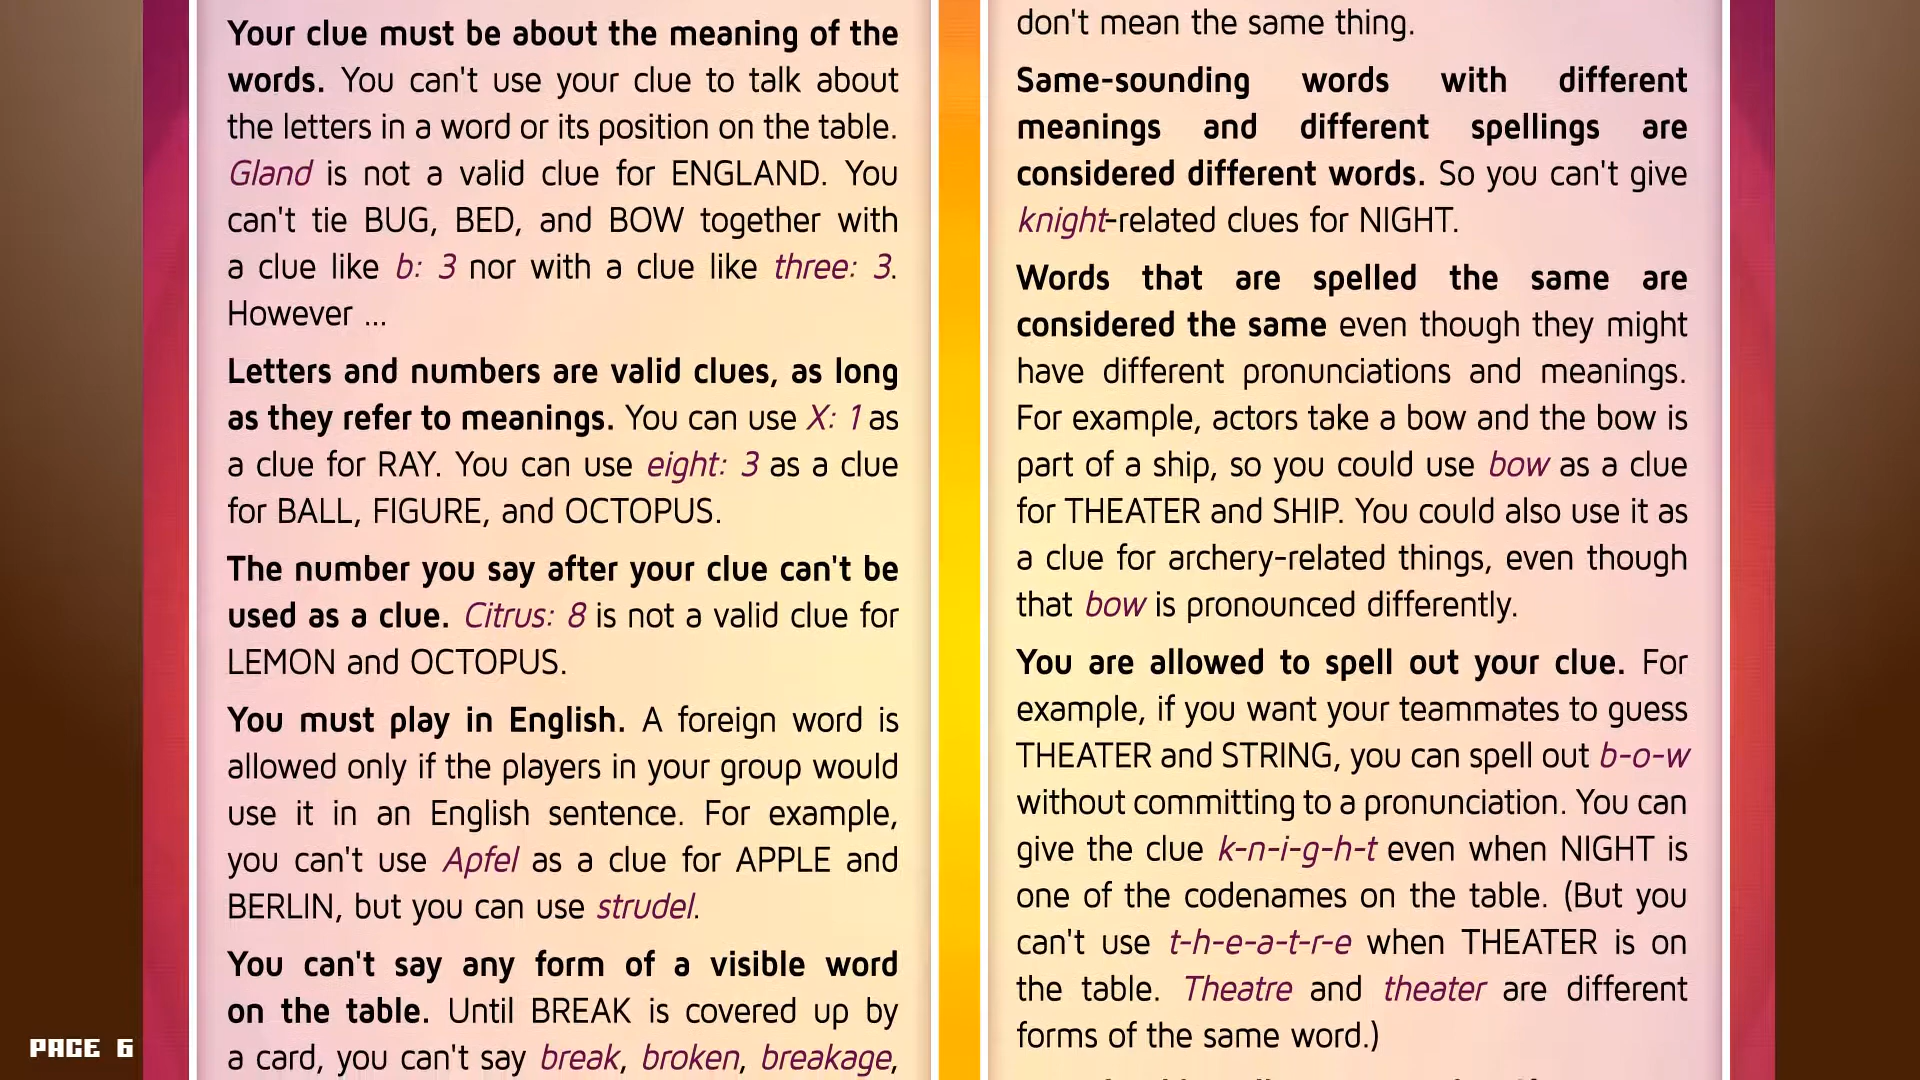 Your clue must be about the meaning of the
words. You can't use your clue to talk about
the letters in a word or its position on the table.
Gland is not a valid clue for ENGLAND. You
can't tie BUG, BED, and BOW together with
a clue like b: 3 nor with a clue like three: 3.
However ...
Letters and numbers are valid clues, as long
as they refer to meanings. You can use X: 1 as
a clue for RAY. You can use eight: 3 as a clue
for BALL, FIGURE, and OCTOPUS.
The number you say after your clue can't be
used as a clue. Citrus: 8 is not a valid clue for
LEMON and OCTOPUS.
You must play in English. A foreign word is
allowed only if the players in your group would
use it in an English sentence. For example,
you can't use Apfel as a clue for APPLE and
BERLIN, but you can use strudel.
You can't say any form of a visible word
on the table. Until BREAK is covered up by
a card, you can't say break, broken, breakage,
don't mean the same thing.
Same-sounding words with different
meanings and different spellings are
considered different words. So you can't give
knight-related clues for NIGHT.
Words that are spelled the same are
considered the same even though they might
have different pronunciations and meanings.
For example, actors take a bow and the bow is
part of a ship, so you could use bow as a clue
for THEATER and SHIP. You could also use it as
a clue for archery-related things, even though
that bow is pronounced differently.
You are allowed to spell out your clue. For
example, if you want your teammates to guess
THEATER and STRING, you can spell out b-o-w
without committing to a pronunciation. You can
give the clue k-n-i-g-h-t even when NIGHT is
one of the codenames on the table. (But you
can't use t-h-e-a-t-r-e when THEATER is on
the table. Theatre and theater are different
forms of the same word.)
PAGE 6